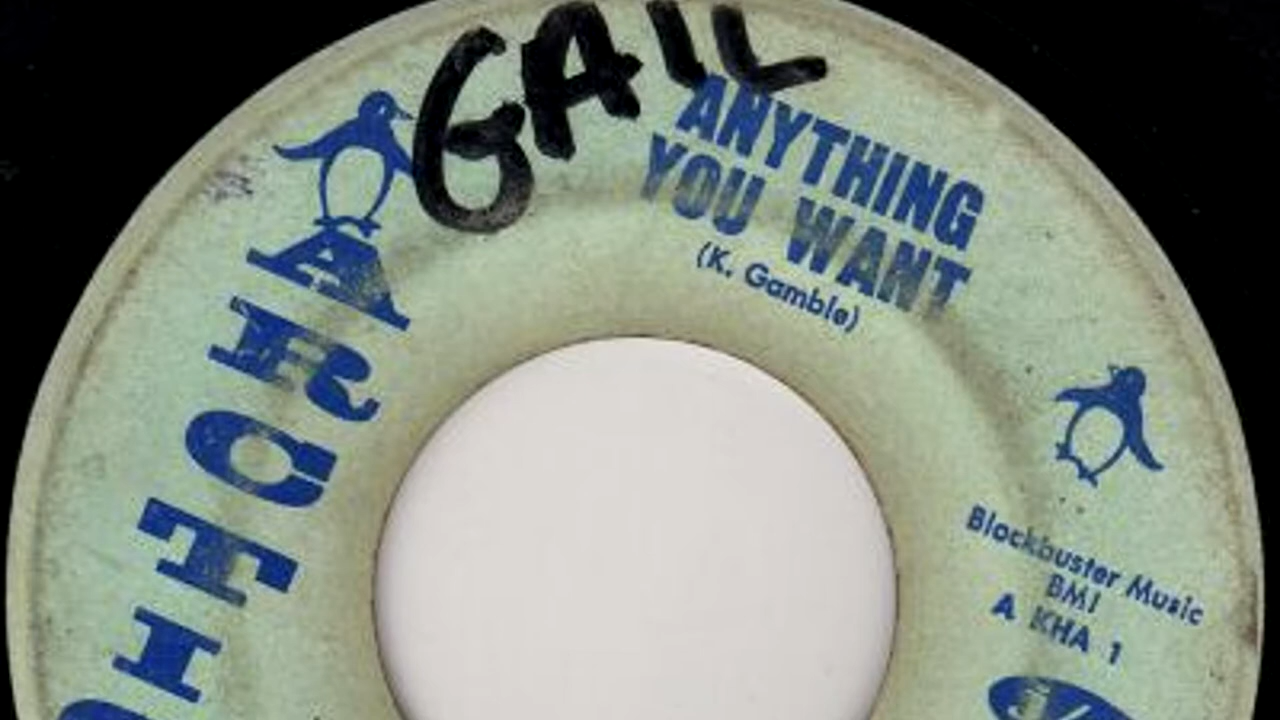 GAIL
ANYTHING
YOU WANT
(K. Gamble)
ARCTIC
Blockbuster Music
BMI
A KHA 1